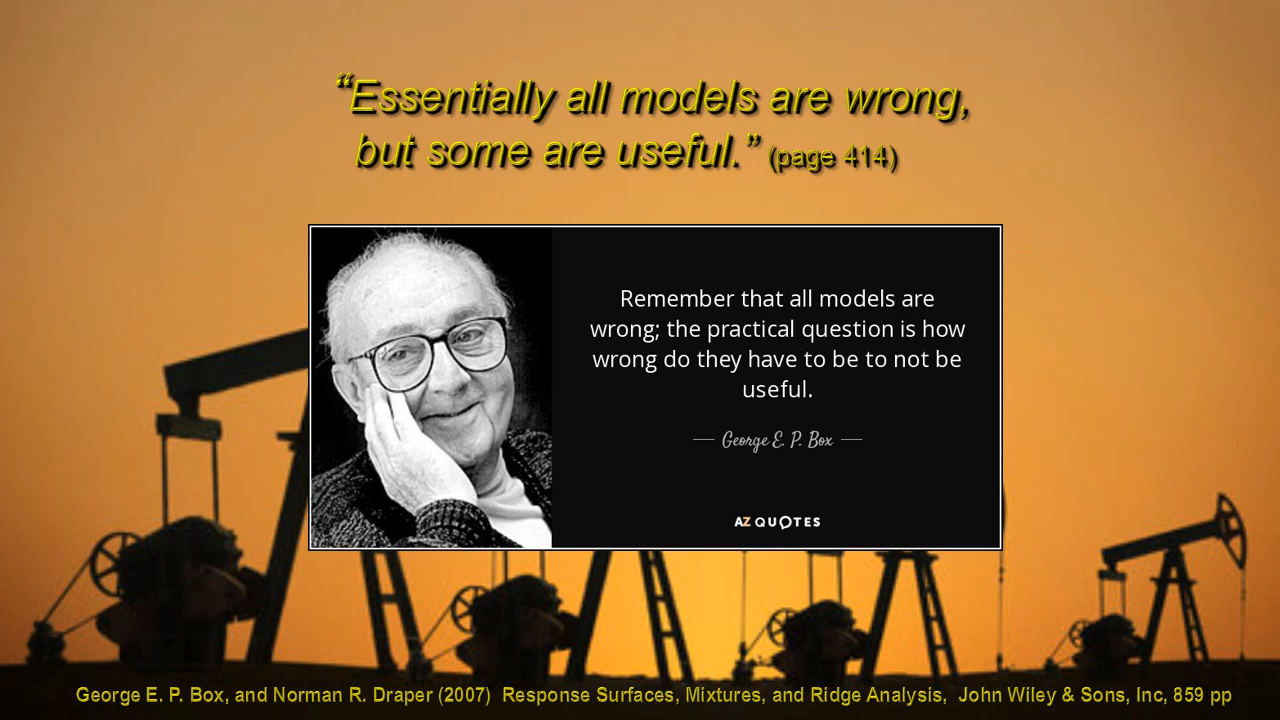 “Essentially all models are wrong,
but some are useful.” (page 414)
Remember that all models are
wrong; the practical question is how
wrong do they have to be to not be
useful.
George E. P. Box
AZ QUOTES
George E. P. Box, and Norman R. Draper (2007)  Response Surfaces, Mixtures, and Ridge Analysis,  John Wiley & Sons, Inc, 859 pp